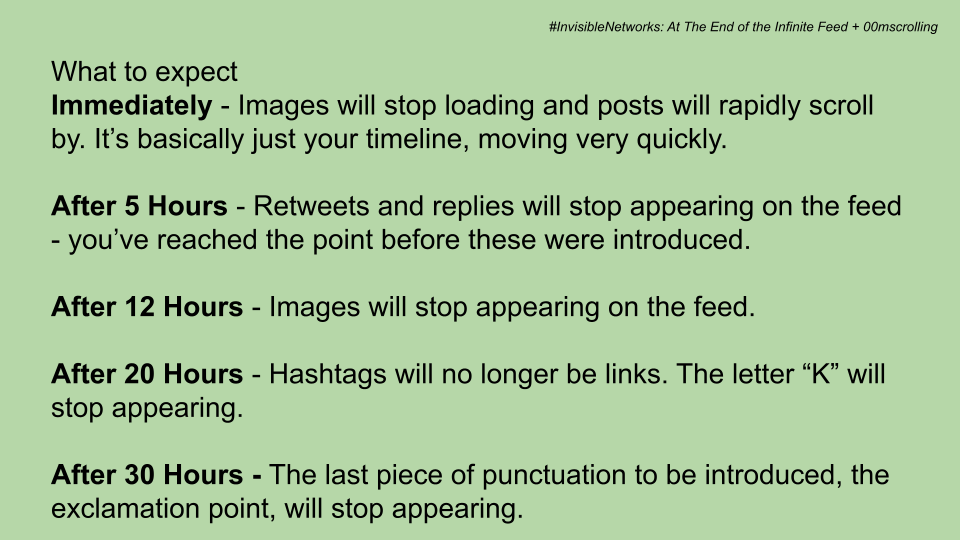 #InvisibleNetworks: At The End of the Infinite Feed + 00mscrolling
What to expect
Immediately - Images will stop loading and posts will rapidly scroll
by. It’s basically just your timeline, moving very quickly.
After 5 Hours - Retweets and replies will stop appearing on the feed
- you’ve reached the point before these were introduced.
After 12 Hours - Images will stop appearing on the feed.
After 20 Hours - Hashtags will no longer be links. The letter “K” will
stop appearing.
After 30 Hours - The last piece of punctuation to be introduced, the
exclamation point, will stop appearing.